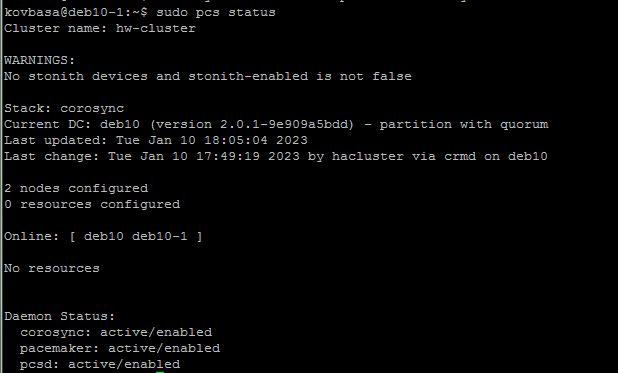 kovbasa@deb10-1:~$ sudo pcs status
Cluster name: hw-cluster
WARNINGS:
No stonith devices and stonith-enabled is not false
Stack: corosync
Current DC: deb10 (version 2.0.1-9e909a5bdd) - partition with quorum
Last updated: Tue Jan 10 18:05:04 2023
Last change: Tue Jan 10 17:49:19 2023 by hacluster via crmd on deb10
2 nodes configured
0 resources configured
Online: [ deb10 deb10-1 ]
No resources
Daemon Status:
corosync: active/enabled
pacemaker: active/enabled
pcsd: active/enabled